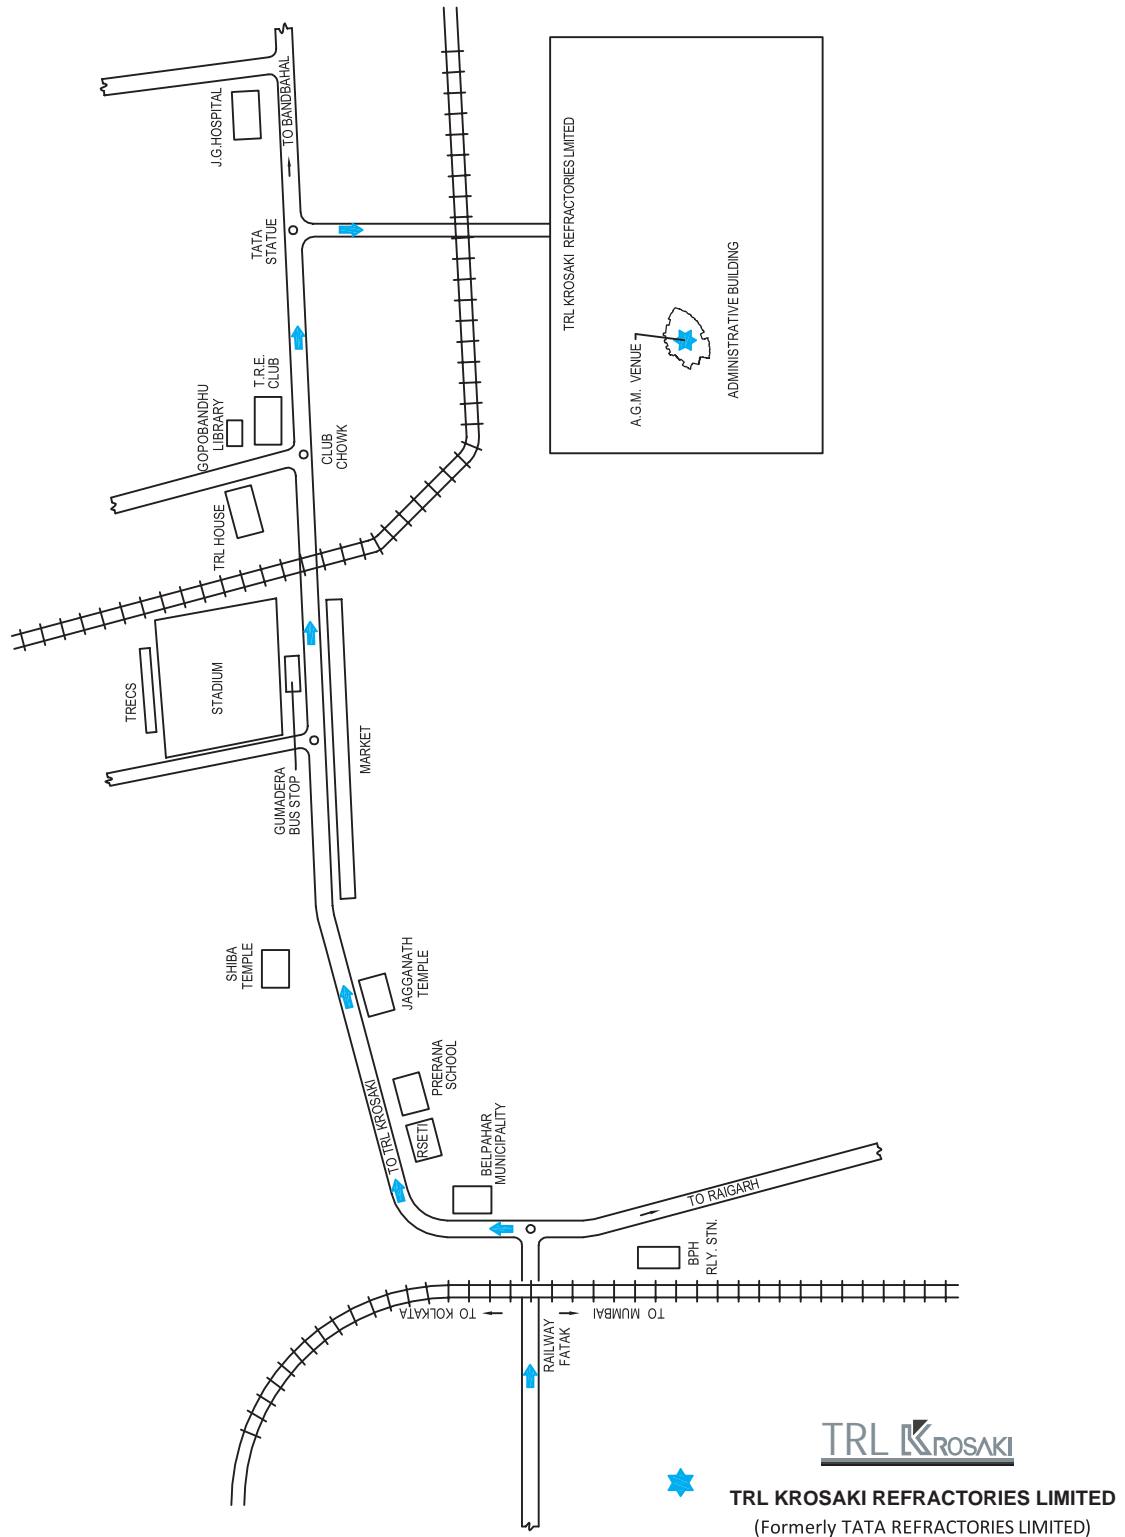 TO BANDBAHAL
J.G.HOSPITAL
TATA
STATUE
TRL KROSAKI REFRACTORIES LIMITED
ADMINISTRATIVE BUILDING
A.G.M. VENUE
T.R.E.
CLUB
GOPOBANDHU
LIBRARY
CLUB
CHOWK
TRL HOUSE
STADIUM
TRECS
MARKET
GUMADERA
BUS STOP
SHIBA
TEMPLE
JAGGANATH
TEMPLE
PRERANA
SCHOOL
TO TRL KROSAKI
RSETI
BELPAHAR
MUNICIPALITY
TO RAIGARH
BPH
RLY. STN.
TO KOLKATA
TO MUMBAI
RAILWAY
FATAK
TRL KROSAKI
TRL KROSAKI REFRACTORIES LIMITED
(Formerly TATA REFRACTORIES LIMITED)